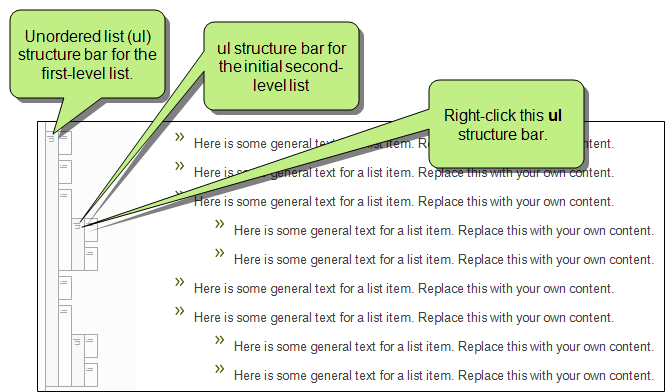 Unordered list (ul)
structure bar for the
first-level list.
ul structure bar for
the initial second-
level list
Right-click this ul
structure bar.
» Here is some general text list item. Re your own content.
» Here is some general text for a list item. Replace this with your own content.
» Here is some general text for a list item. Replace this with your own content.
» Here is some general text for a list item. Replace this with your own content.
» Here is some general text for a list item. Replace this with your own content.
» Here is some general text for a list item. Replace this with your own content.
» Here is some general text for a list item. Replace this with your own content.
» Here is some general text for a list item. Replace this with your own content.
» Here is some general text for a list item. Replace this with your own content.